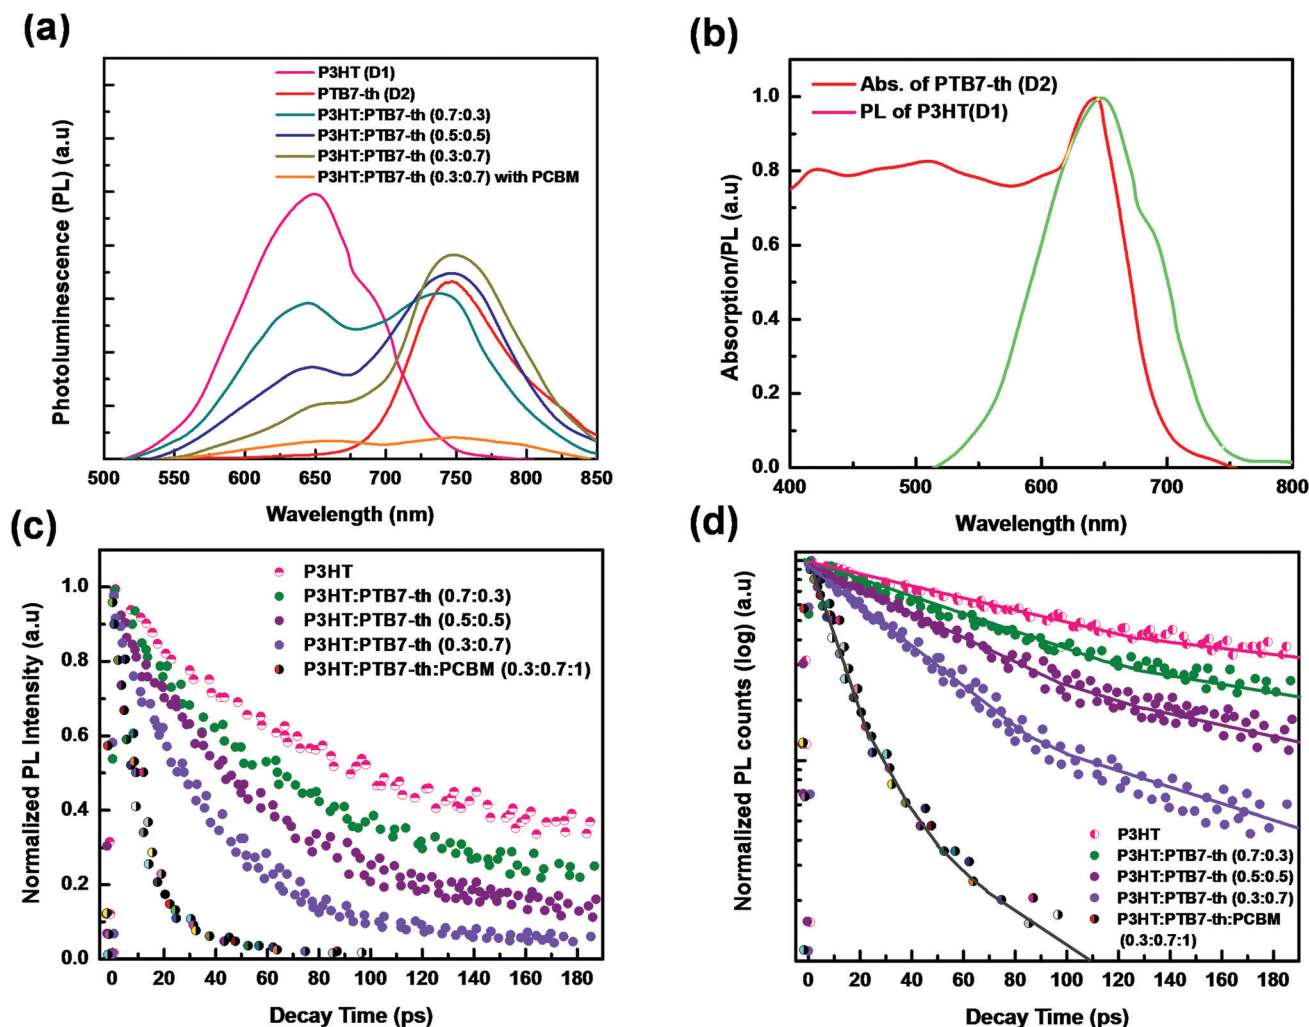 (a)
P3HT (D1)
PTB7-th (D2)
P3HT:PTB7-th (0.7:0.3)
P3HT:PTB7-th (0.5:0.5)
P3HT:PTB7-th (0.3:0.7)
P3HT:PTB7-th (0.3:0.7) with PCBM
Photoluminescence (PL) (a.u)
500 550 600 650 700 750 800 850
Wavelength (nm)
(b)
Abs. of PTB7-th (D2)
PL of P3HT(D1)
Absorption/PL (a.u)
1.0
0.8
0.6
0.4
0.2
0.0
400 500 600 700 800
Wavelength (nm)
(c)
P3HT
P3HT:PTB7-th (0.7:0.3)
P3HT:PTB7-th (0.5:0.5)
P3HT:PTB7-th (0.3:0.7)
P3HT:PTB7-th:PCBM (0.3:0.7:1)
Normalized PL Intensity (a.u)
1.0
0.8
0.6
0.4
0.2
0.0
0 20 40 60 80 100 120 140 160 180
Decay Time (ps)
(d)
Normalized PL counts (log) (a.u)
P3HT
P3HT:PTB7-th (0.7:0.3)
P3HT:PTB7-th (0.5:0.5)
P3HT:PTB7-th (0.3:0.7)
P3HT:PTB7-th:PCBM
(0.3:0.7:1)
0 20 40 60 80 100 120 140 160 180
Decay Time (ps)